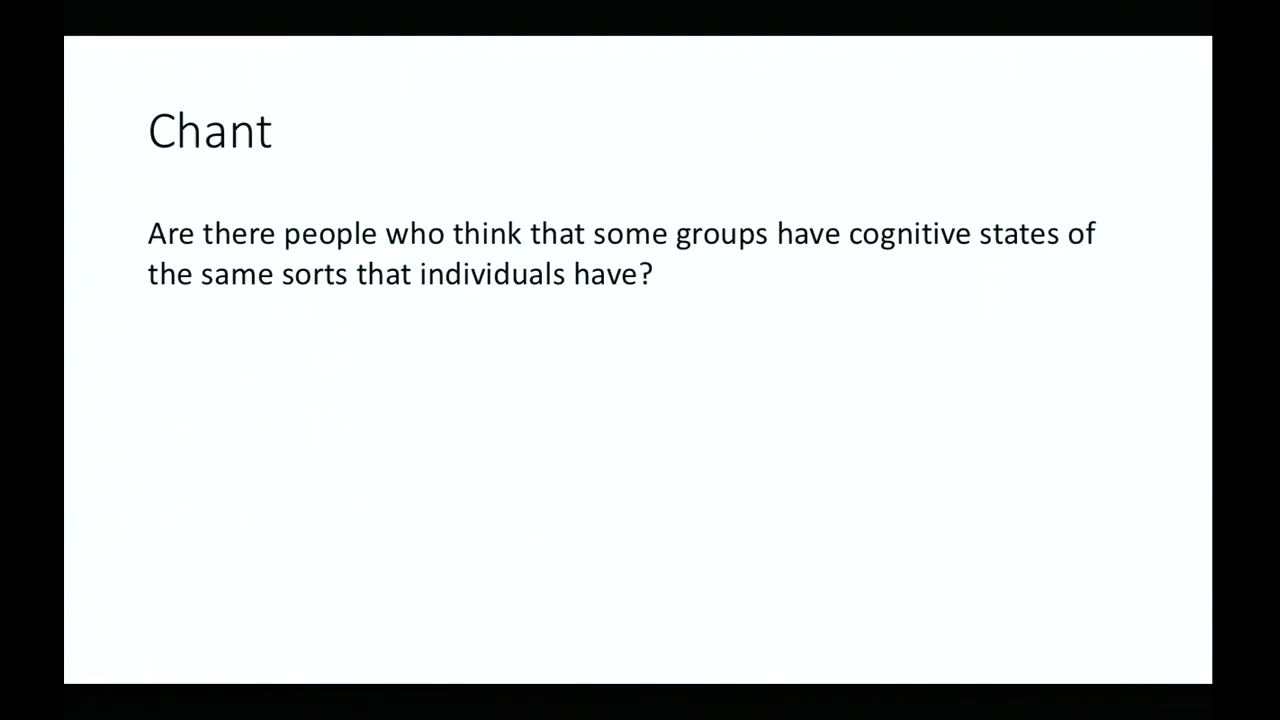 Chant
Are there people who think that some groups have cognitive states of
the same sorts that individuals have?